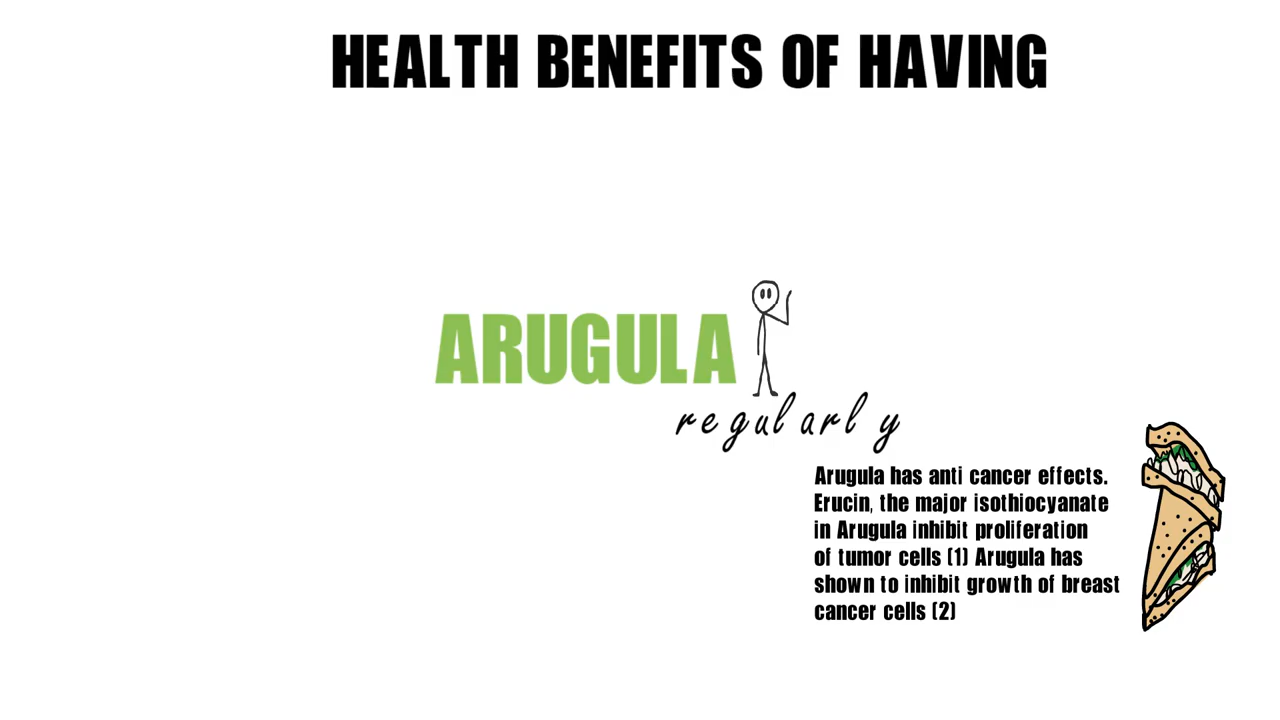 HEALTH BENEFITS OF HAVING
ARUGULA
regularly
Arugula has anti cancer effects.
Erucin, the major isothiocyanate
in Arugula inhibit proliferation
of tumor cells (1) Arugula has
shown to inhibit growth of breast
cancer cells (2)